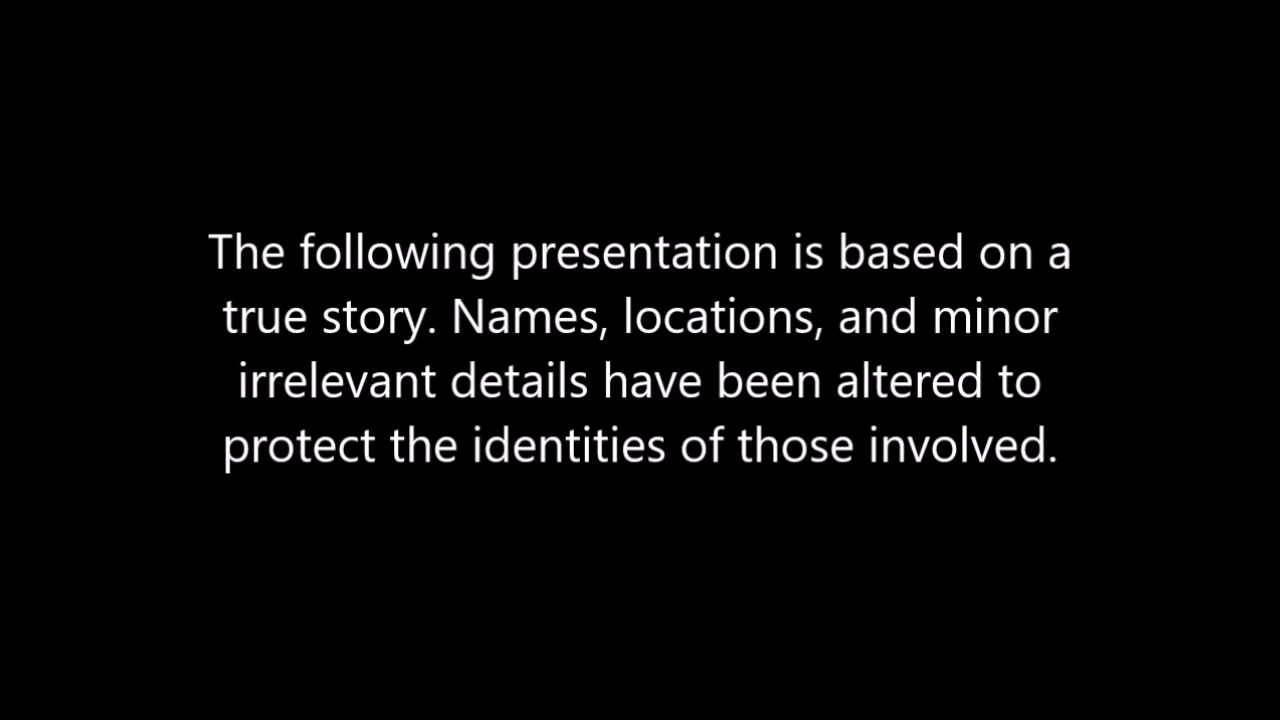 The following presentation is based on a
true story. Names, locations, and minor
irrelevant details have been altered to
protect the identities of those involved.